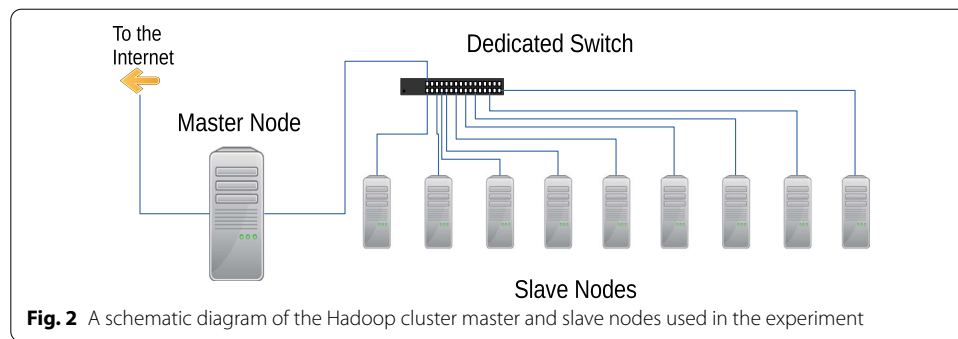 To the
Internet
Dedicated Switch
Master Node
Slave Nodes
Fig. 2 A schematic diagram of the Hadoop cluster master and slave nodes used in the experiment